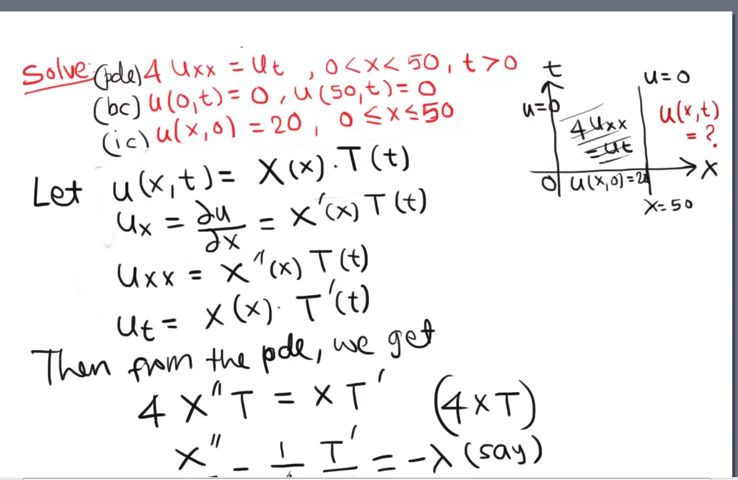 Solve: (pde) 4 Uxx = Ut , 0 < x < 50, t > 0
(bc) u(0,t) = 0, u(50,t) = 0
(ic) u(x,0) = 20, 0 ≤ x ≤ 50
t
u = 0
u=0
4Uxx
= Ut
u(x,t)
= ?
0
u(x,0) = 20
x
x = 50
Let u(x,t) = X(x) · T(t)
ux = ∂u/∂x = X'(x) T(t)
uxx = X''(x) T(t)
ut = X(x) · T'(t)
Then from the pde, we get
4 X'' T = X T' (4XT)
X'' = 1 T' = -λ (say)